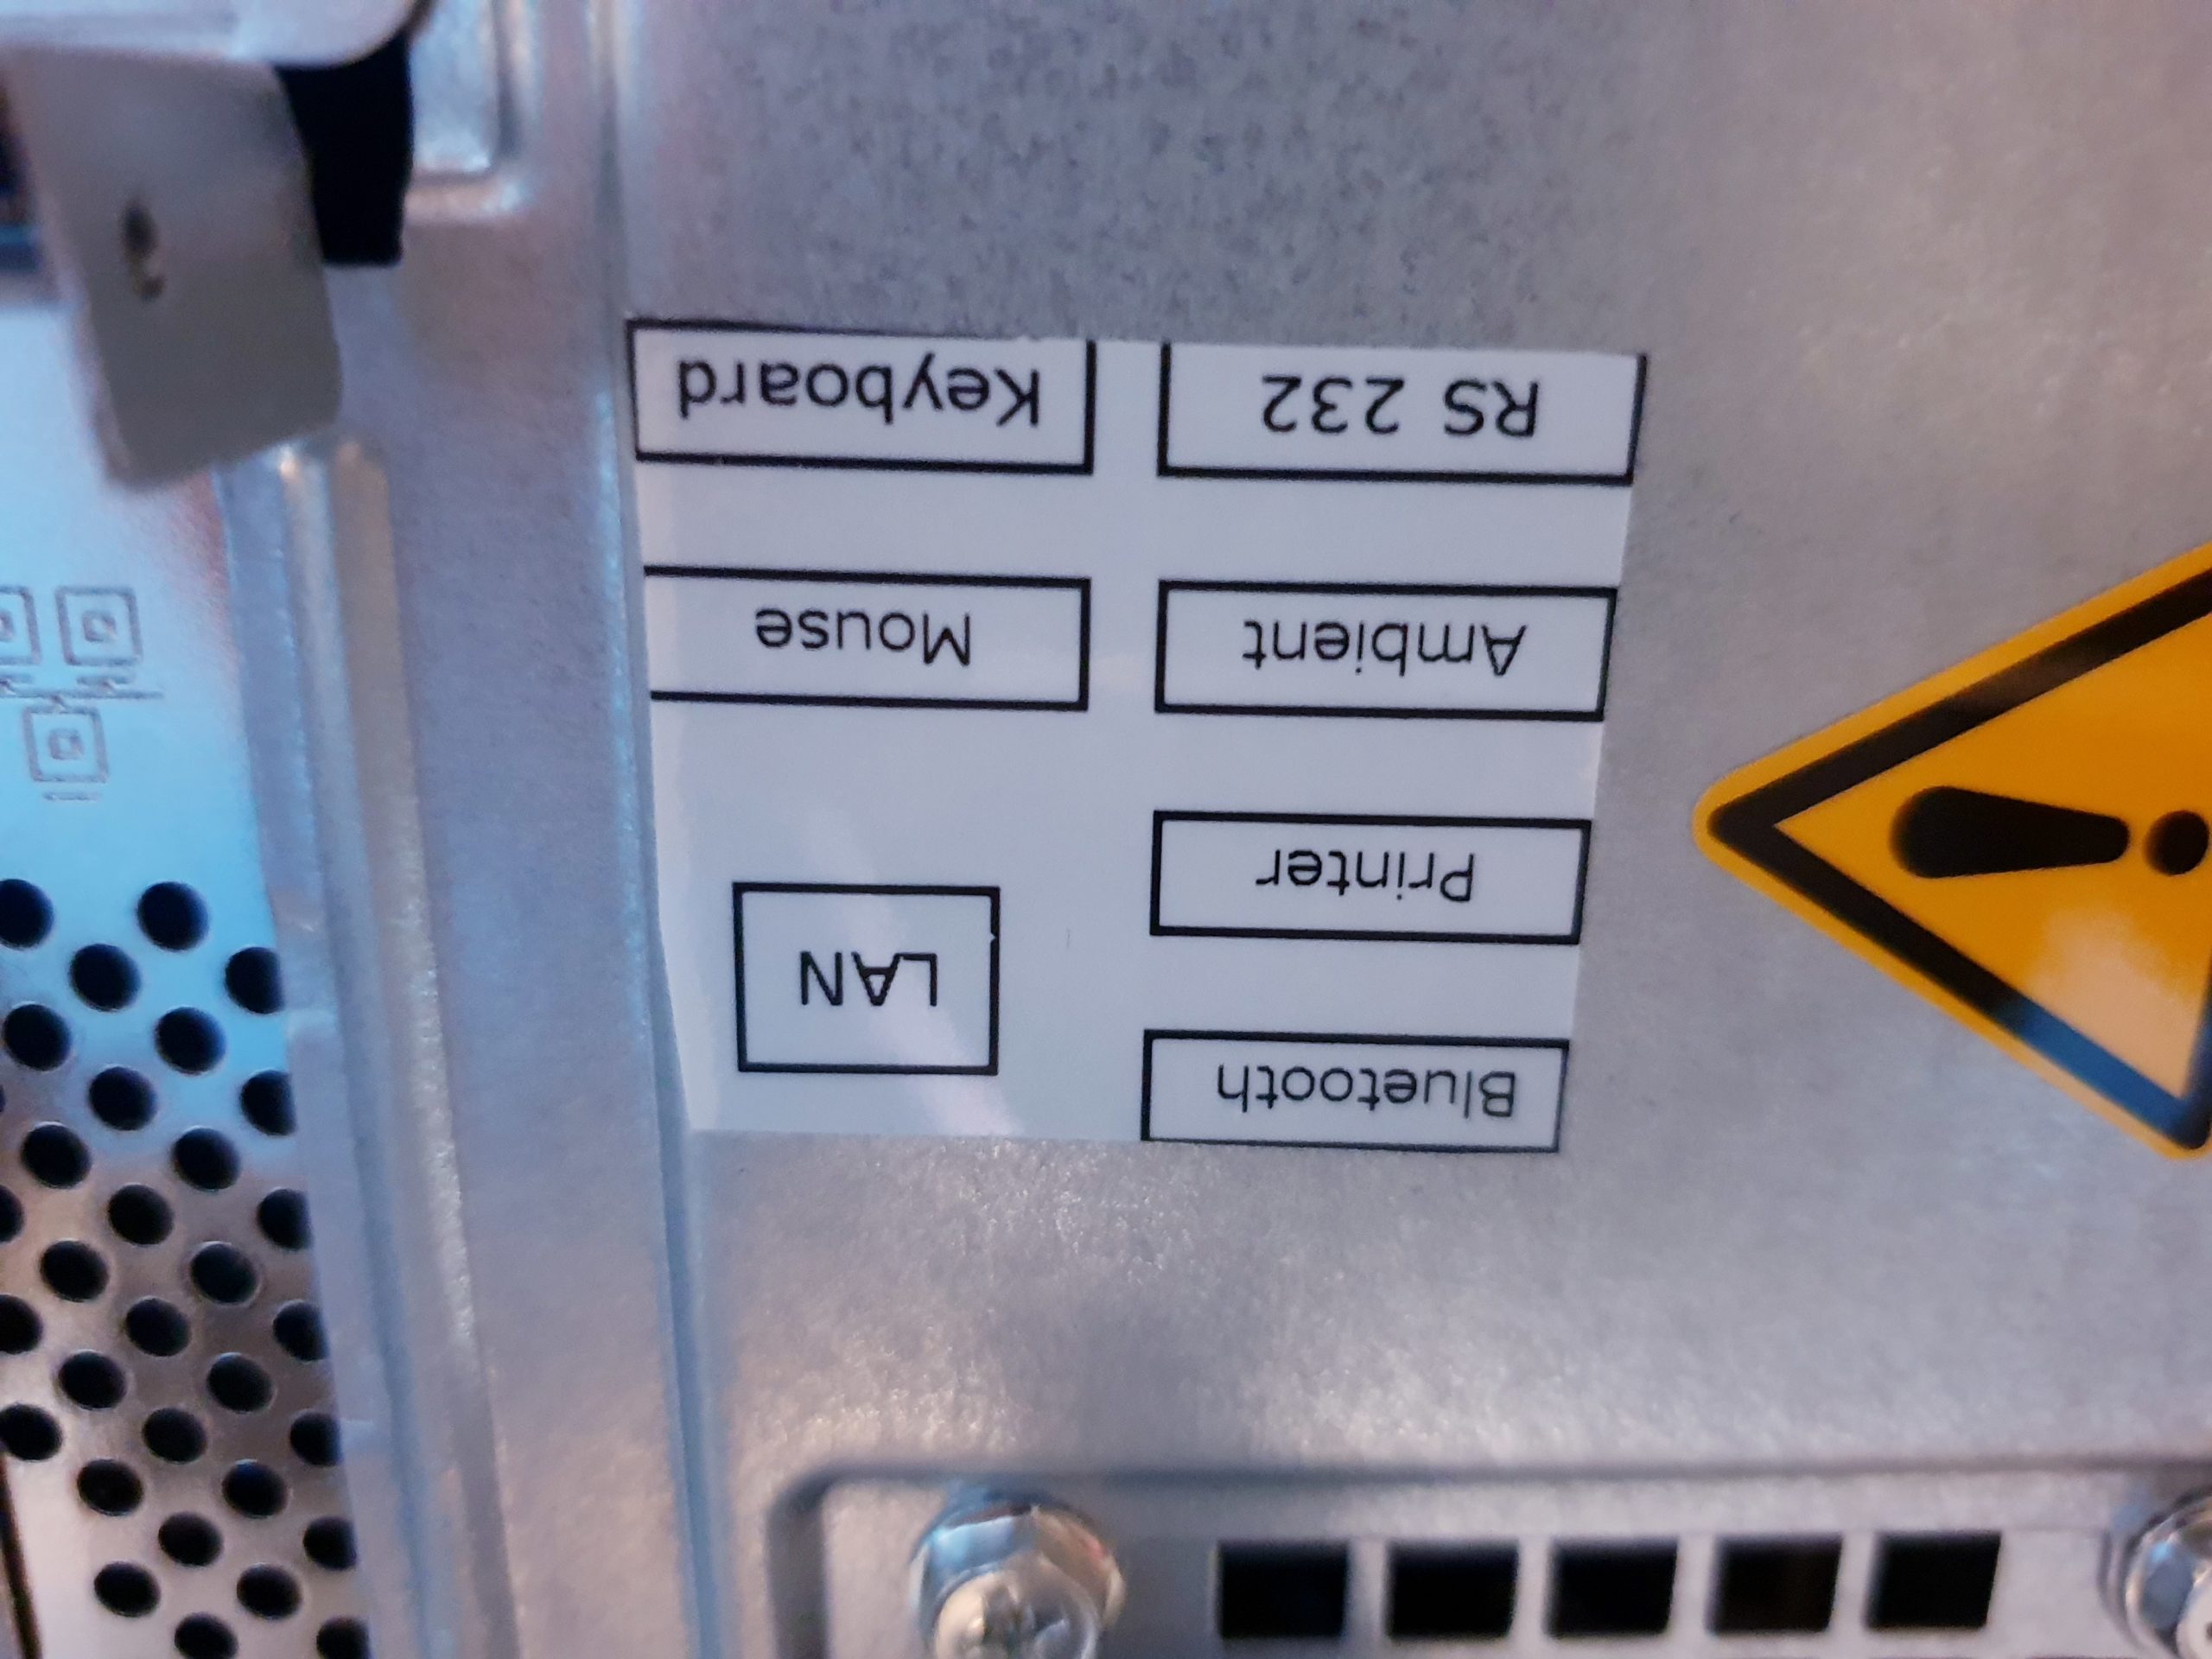 Bluetooth
LAN
Printer
Ambient
Mouse
RS 232
Keyboard